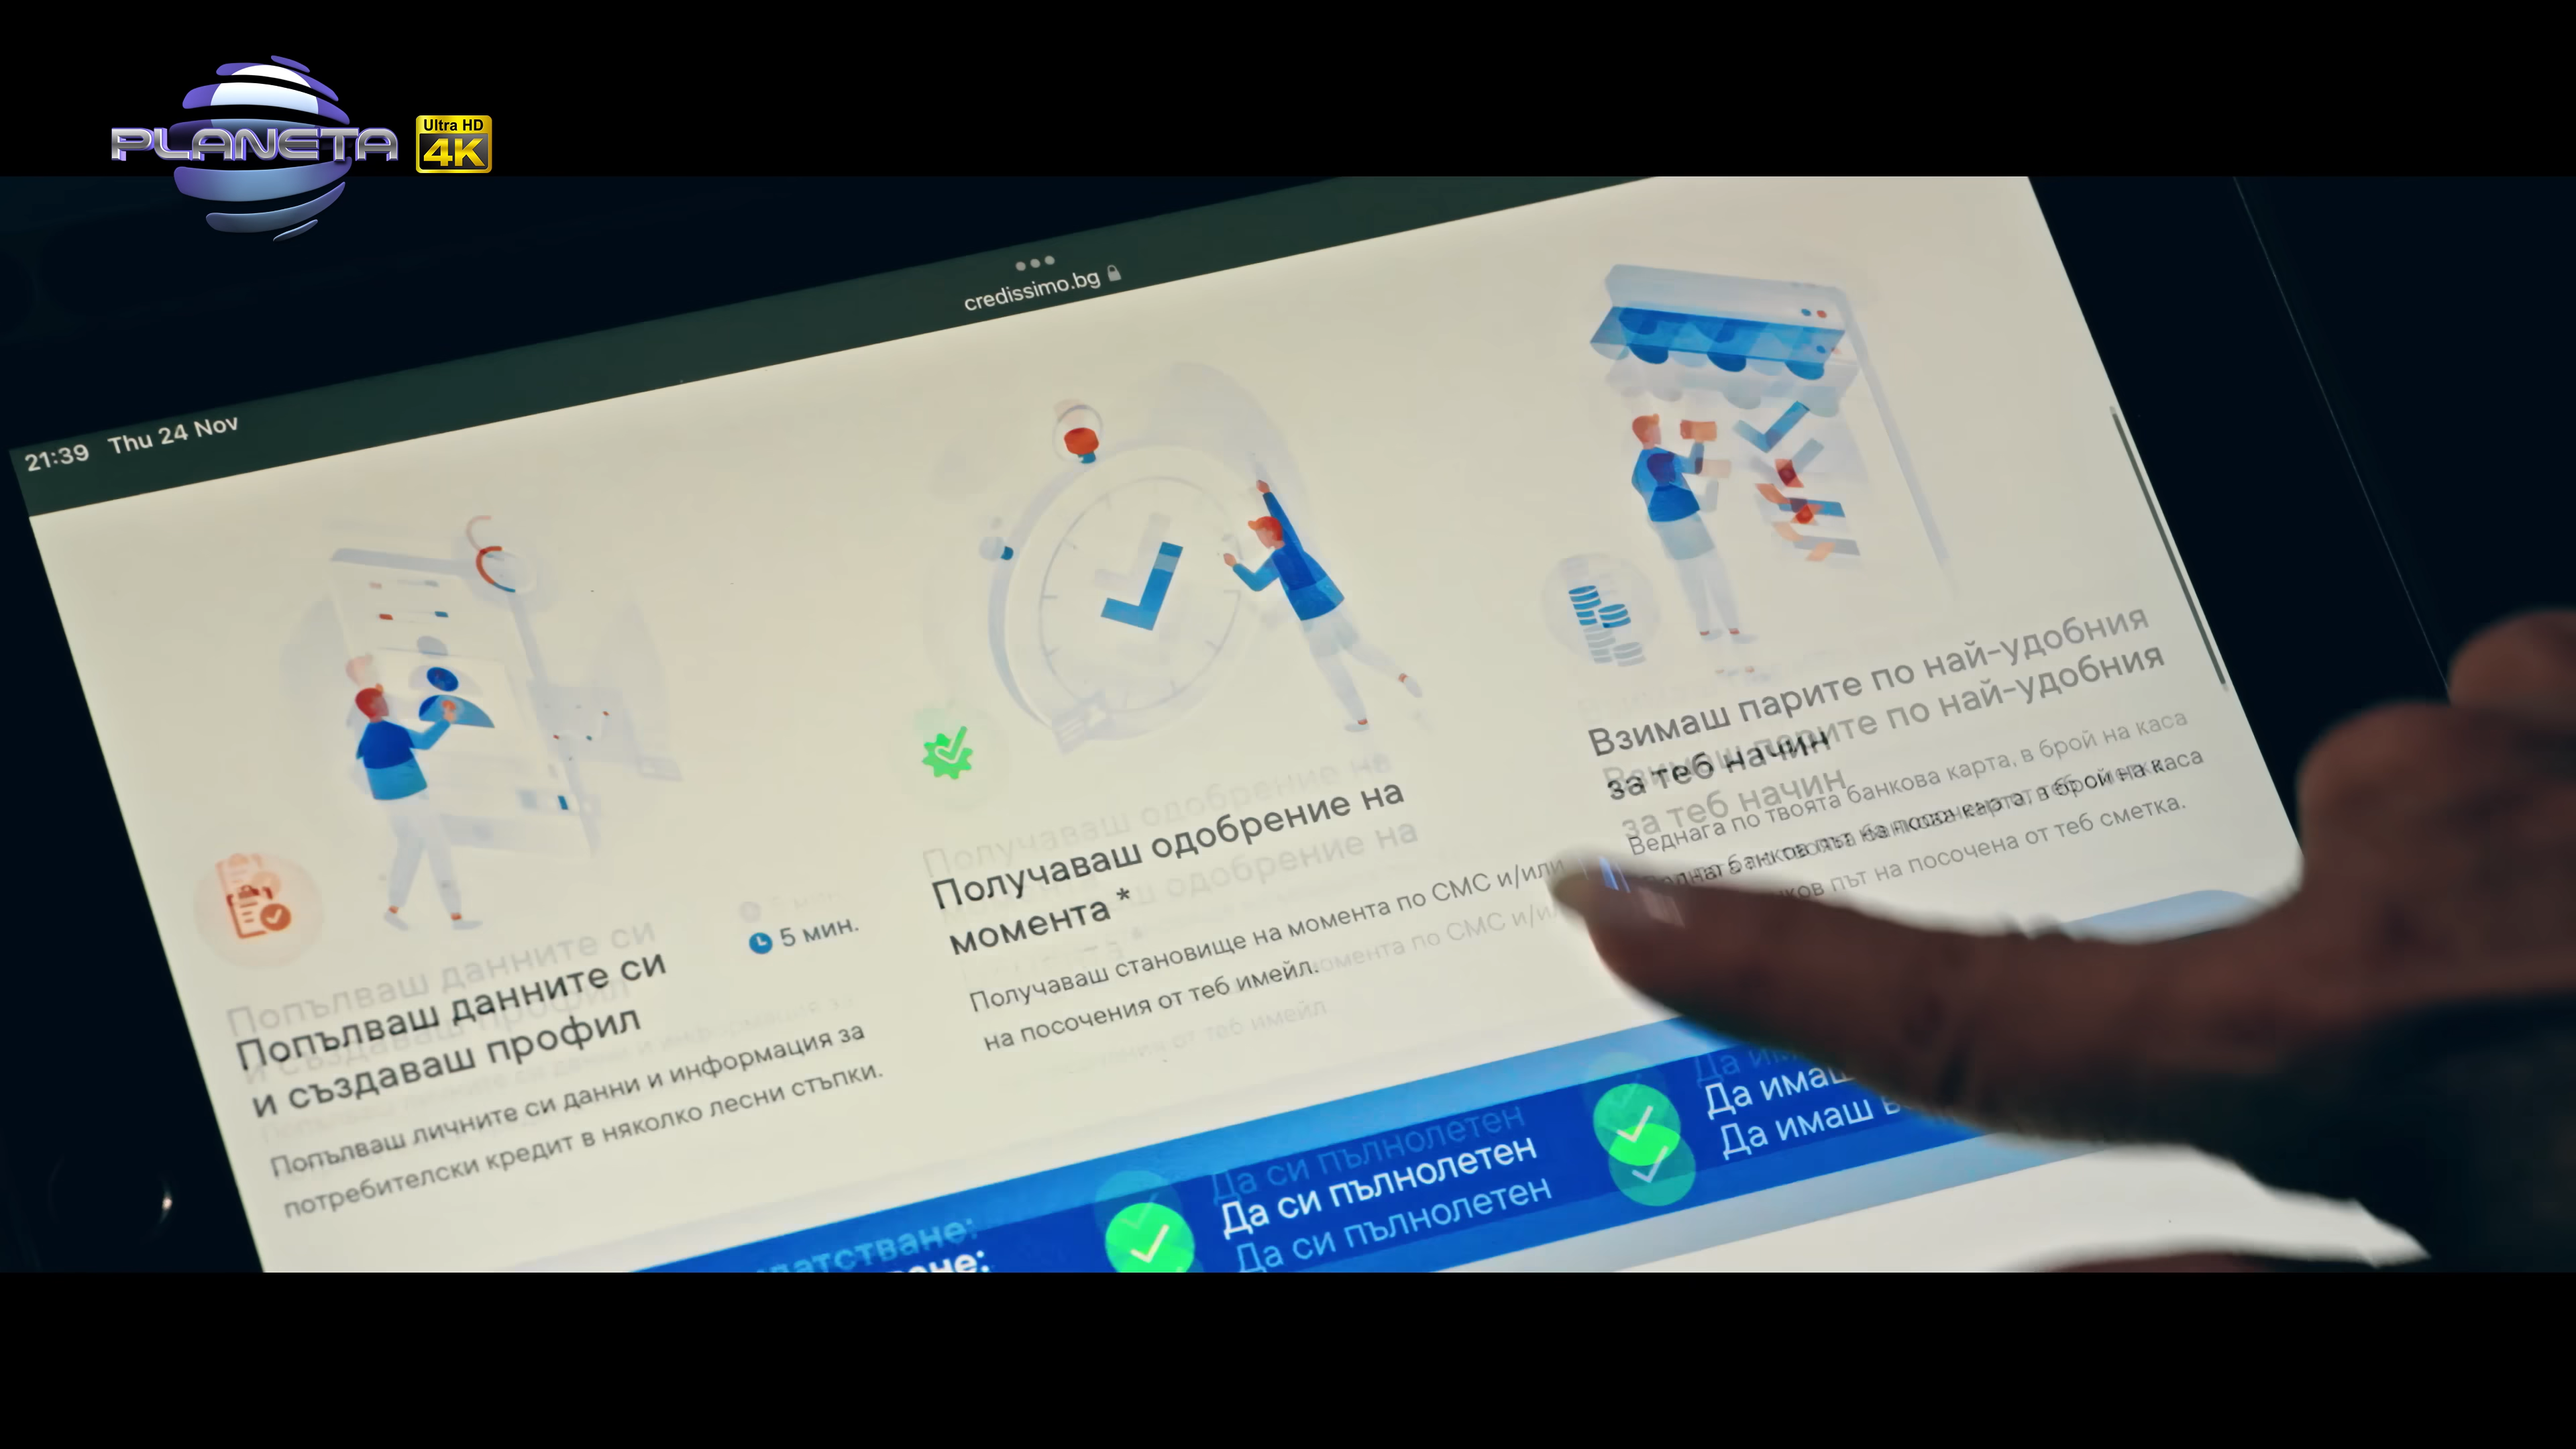 PLANETA
Ultra HD
4K
credissimo.bg
21:39 Thu 24 Nov
Попълваш данните си
и създаваш профил
5 мин.
Попълваш личните си данни и информация за
потребителски кредит в няколко лесни стъпки.
Получаваш одобрение на
момента *
Получаваш становище на момента по СМС и/или
на посочения от теб имейл.
Взимаш парите по най-удобния
за теб начин
Веднага по твоята банкова карта, в брой на каса
път на посочена от теб сметка.
Да си пълнолетен
Да имаш